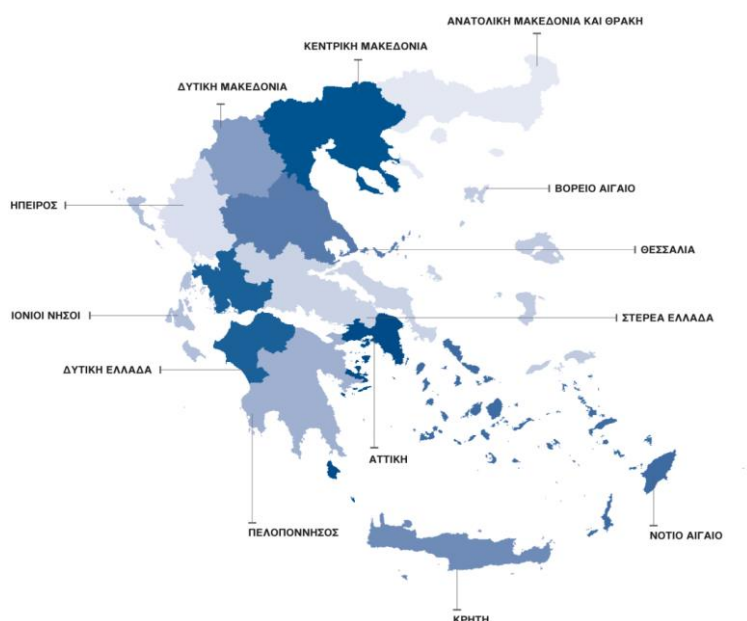 ΑΝΑΤΟΛΙΚΗ ΜΑΚΕΔΟΝΙΑ ΚΑΙ ΘΡΑΚΗ
ΚΕΝΤΡΙΚΗ ΜΑΚΕΔΟΝΙΑ
ΔΥΤΙΚΗ ΜΑΚΕΔΟΝΙΑ
ΒΟΡΕΙΟ ΑΙΓΑΙΟ
ΗΠΕΙΡΟΣ
ΘΕΣΣΑΛΙΑ
ΙΟΝΙΟΙ ΝΗΣΟΙ
ΣΤΕΡΕΑ ΕΛΛΑΔΑ
ΔΥΤΙΚΗ ΕΛΛΑΔΑ
ΑΤΤΙΚΗ
ΠΕΛΟΠΟΝΝΗΣΟΣ
ΝΟΤΙΟ ΑΙΓΑΙΟ
ΚΡΗΤΗ